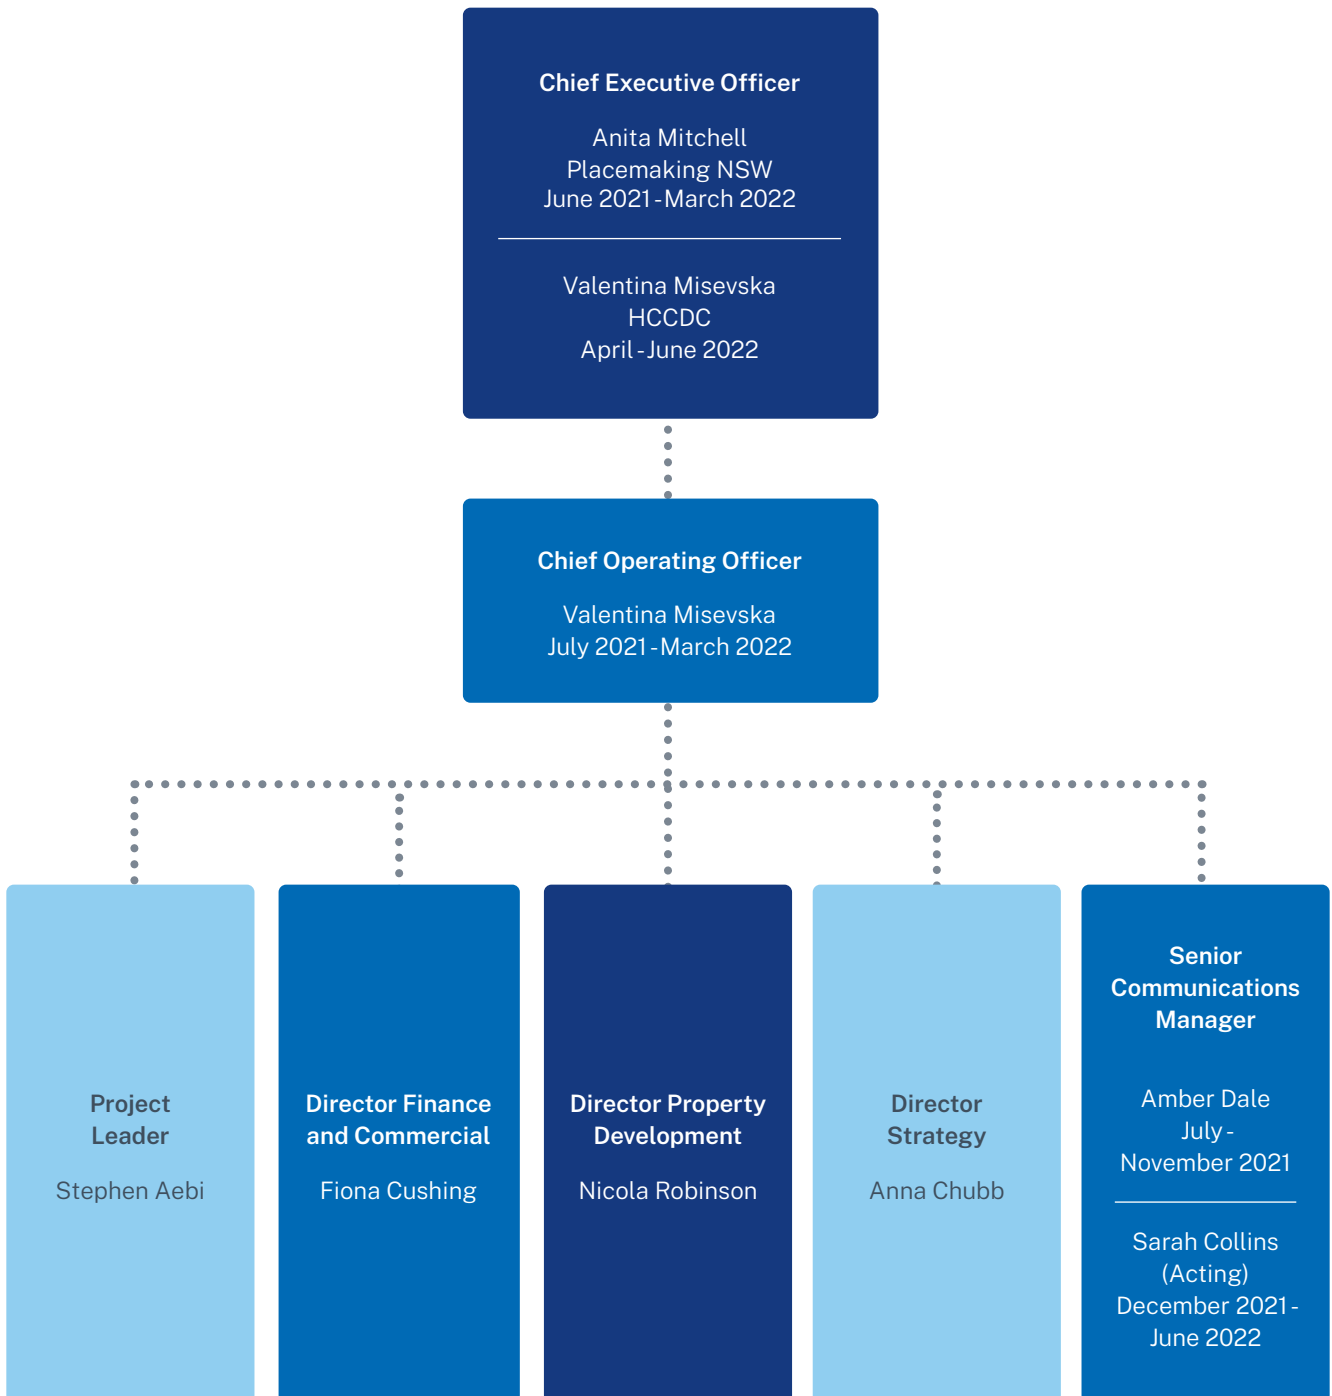 Chief Executive Officer
Anita Mitchell
Placemaking NSW
June 2021 - March 2022
Valentina Misevska
HCCDC
April - June 2022
Chief Operating Officer
Valentina Misevska
July 2021 - March 2022
Project
Leader
Stephen Aebi
Director Finance
and Commercial
Fiona Cushing
Director Property
Development
Nicola Robinson
Director
Strategy
Anna Chubb
Senior
Communications
Manager
Amber Dale
July -
November 2021
Sarah Collins
(Acting)
December 2021 -
June 2022